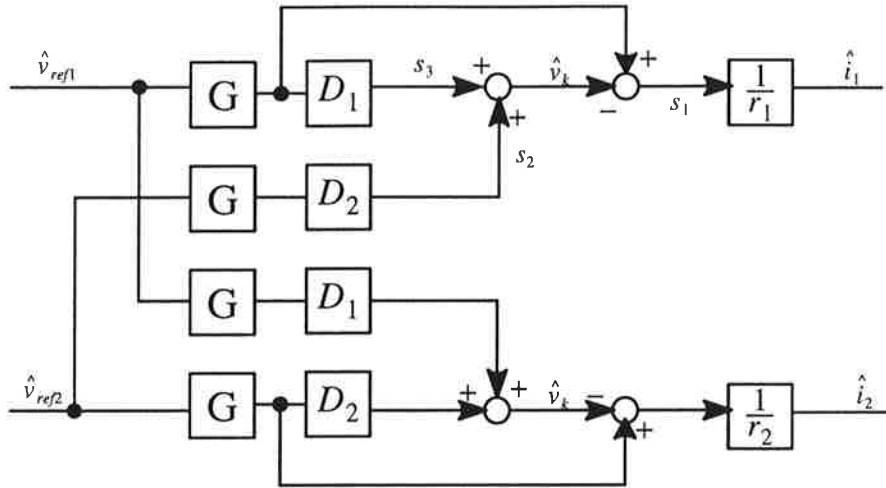 v̂ref1 G D1 s3 + v̂k + − s1 1/r1 î1
+ s2
G D2
G D1
v̂ref2 G D2 + + v̂k − + 1/r2 î2